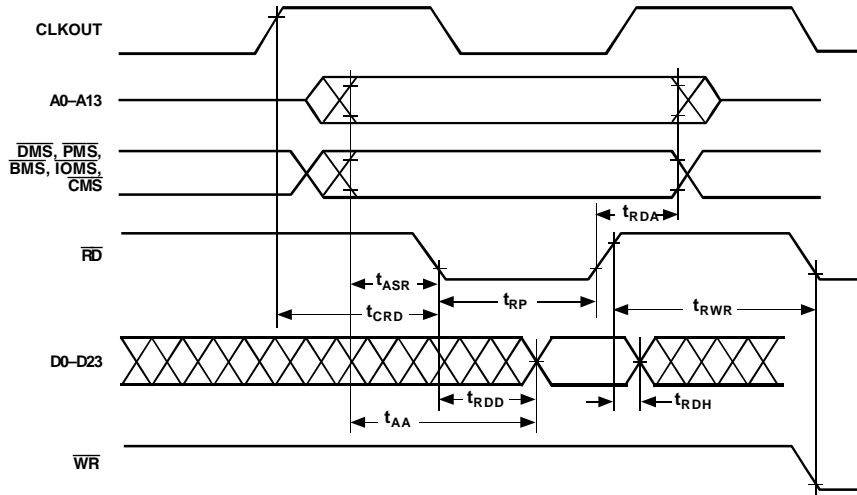 CLKOUT
A0–A13
DMS, PMS,
BMS, IOMS,
CMS
tRDA
RD
tASR
tRP
tCRD
tRWR
D0–D23
tRDD
tRDH
tAA
WR